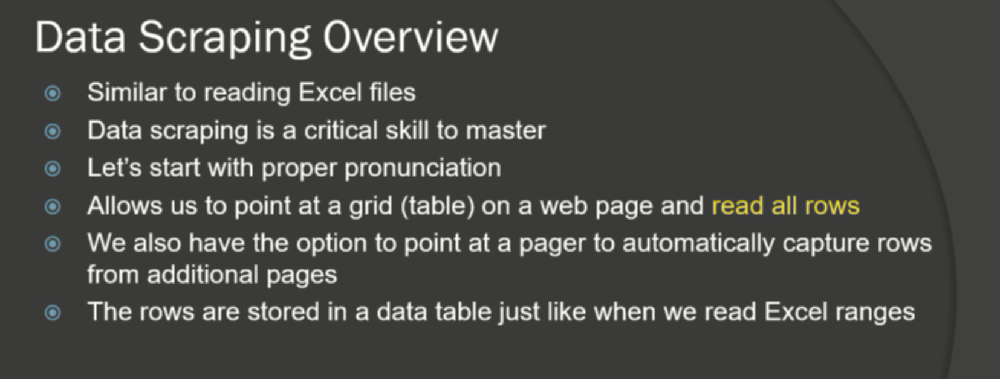 Data Scraping Overview
Similar to reading Excel files
Data scraping is a critical skill to master
Let’s start with proper pronunciation
Allows us to point at a grid (table) on a web page and read all rows
We also have the option to point at a pager to automatically capture rows
from additional pages
The rows are stored in a data table just like when we read Excel ranges